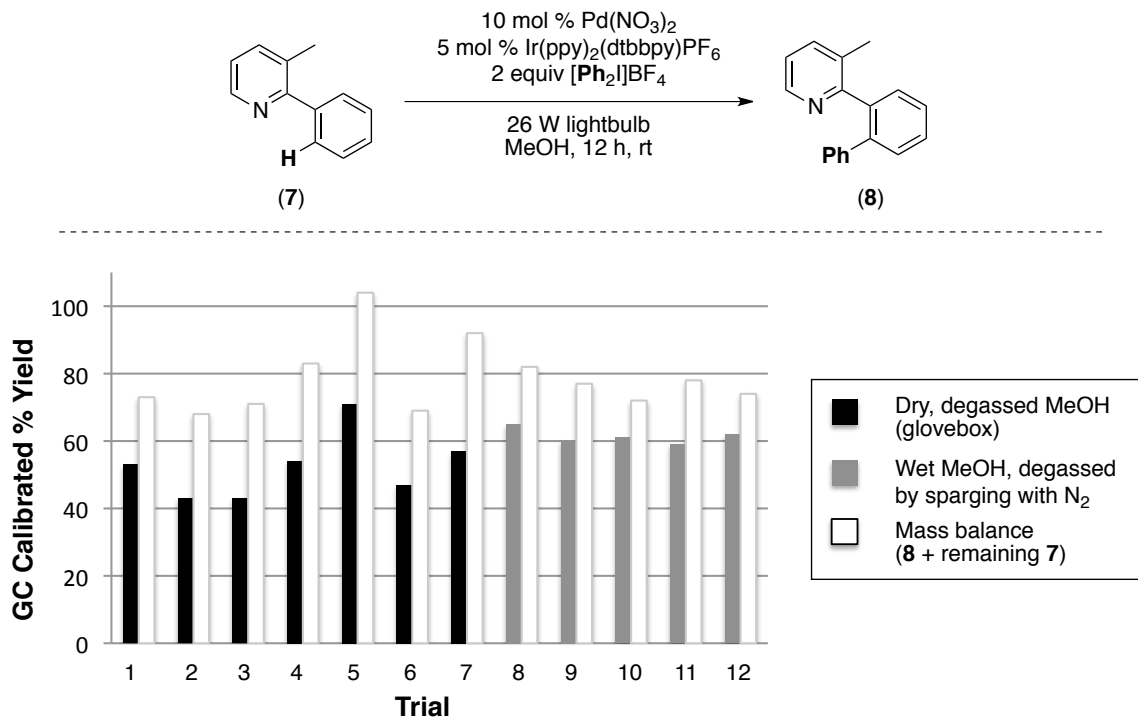 10 mol % Pd(NO3)2
5 mol % Ir(ppy)2(dtbbpy)PF6
2 equiv [Ph2I]BF4
26 W lightbulb
MeOH, 12 h, rt
N
H
(7)
N
Ph
(8)
GC Calibrated % Yield
100
80
60
40
20
0
1 2 3 4 5 6 7 8 9 10 11 12
Trial
Dry, degassed MeOH
(glovebox)
Wet MeOH, degassed
by sparging with N2
Mass balance
(8 + remaining 7)